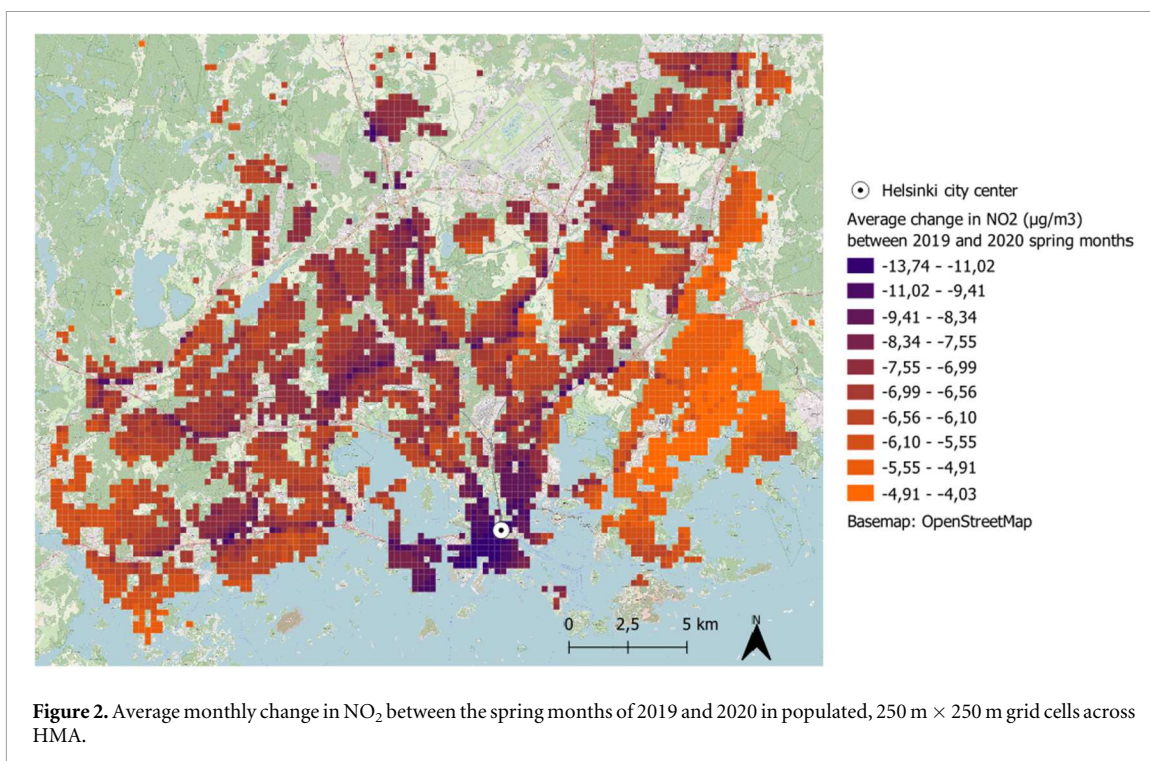 Helsinki city center
Average change in NO2 (µg/m3)
between 2019 and 2020 spring months
-13,74 - -11,02
-11,02 - -9,41
-9,41 - -8,34
-8,34 - -7,55
-7,55 - -6,99
-6,99 - -6,56
-6,56 - -6,10
-6,10 - -5,55
-5,55 - -4,91
-4,91 - -4,03
Basemap: OpenStreetMap
0 2,5 5 km
N
Figure 2. Average monthly change in NO₂ between the spring months of 2019 and 2020 in populated, 250 m × 250 m grid cells across
HMA.